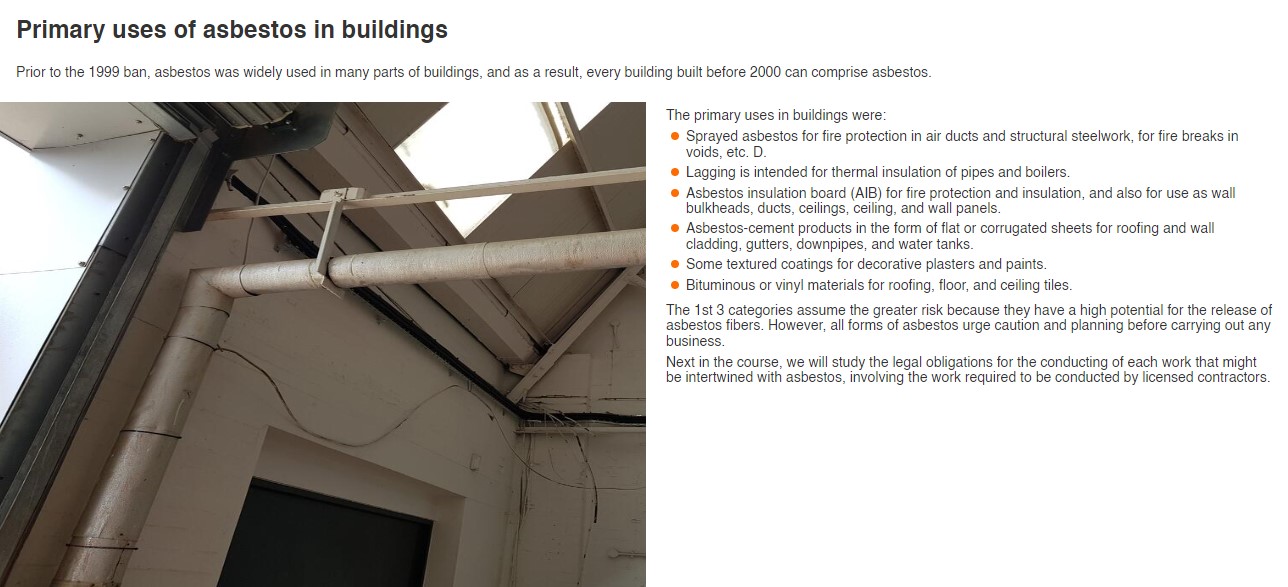 Primary uses of asbestos in buildings
Prior to the 1999 ban, asbestos was widely used in many parts of buildings, and as a result, every building built before 2000 can comprise asbestos.
The primary uses in buildings were:
Sprayed asbestos for fire protection in air ducts and structural steelwork, for fire breaks in
voids, etc. D.
Lagging is intended for thermal insulation of pipes and boilers.
Asbestos insulation board (AIB) for fire protection and insulation, and also for use as wall
bulkheads, ducts, ceilings, ceiling, and wall panels.
Asbestos-cement products in the form of flat or corrugated sheets for roofing and wall
cladding, gutters, downpipes, and water tanks.
Some textured coatings for decorative plasters and paints.
Bituminous or vinyl materials for roofing, floor, and ceiling tiles.
The 1st 3 categories assume the greater risk because they have a high potential for the release of
asbestos fibers. However, all forms of asbestos urge caution and planning before carrying out any
business.
Next in the course, we will study the legal obligations for the conducting of each work that might
be intertwined with asbestos, involving the work required to be conducted by licensed contractors.